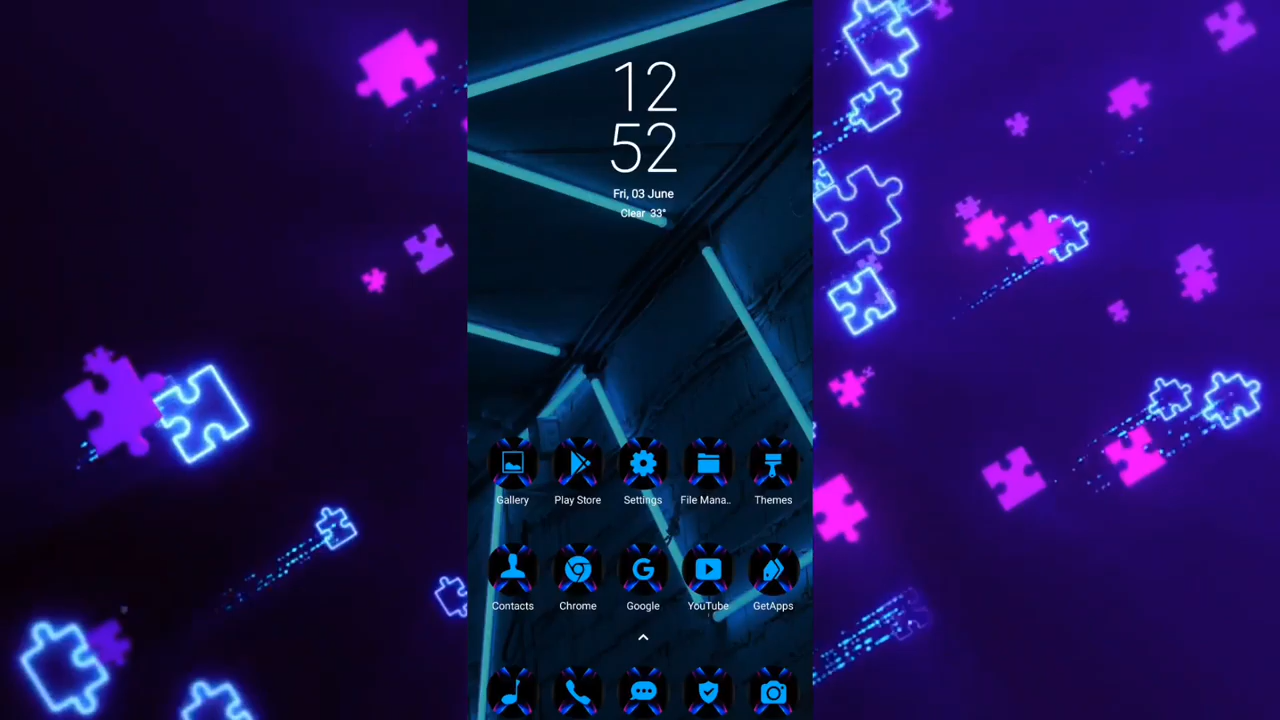 12
52
Fri, 03 June
Clear 33°
Gallery Play Store Settings File Mana.. Themes
Contacts Chrome Google YouTube GetApps